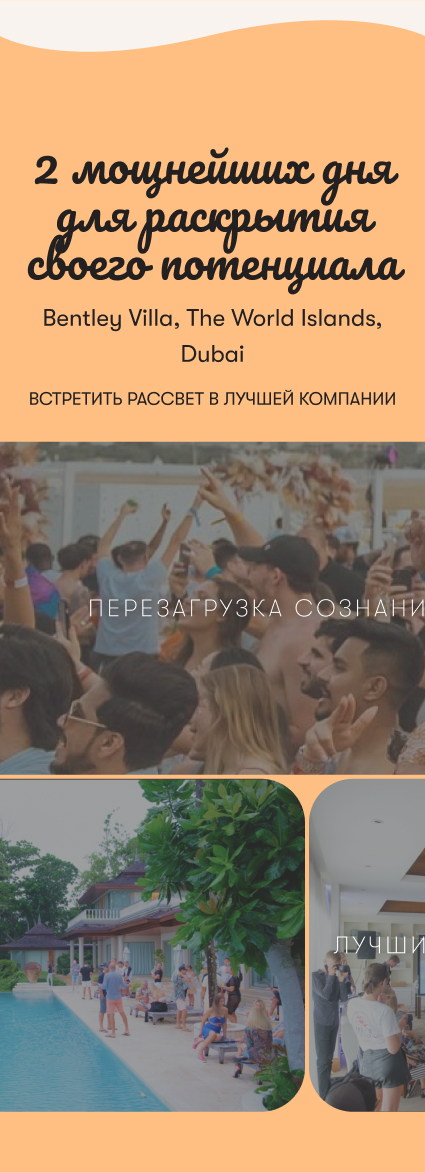 2 мощнейших дня
для раскрытия
своего потенциала
Bentley Villa, The World Islands,
Dubai
ВСТРЕТИТЬ РАССВЕТ В ЛУЧШЕЙ КОМПАНИИ
ПЕРЕЗАГРУЗКА СОЗНАНИ
ЛУЧШИ